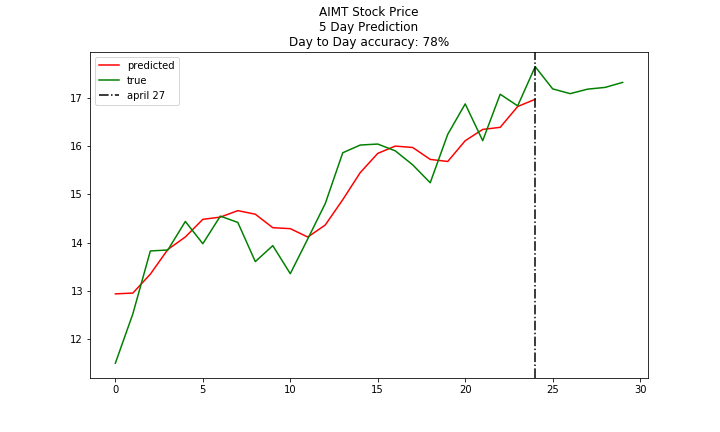 AIMT Stock Price
5 Day Prediction
Day to Day accuracy: 78%
predicted
true
april 27
17
16
15
14
13
12
0 5 10 15 20 25 30